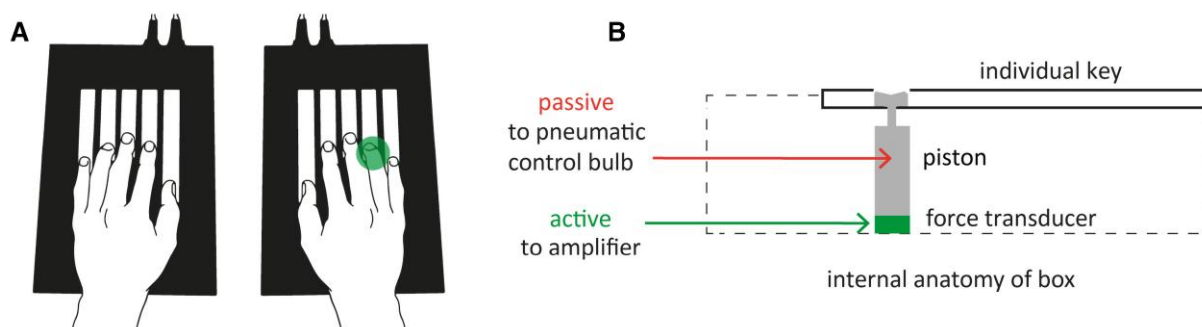 A
B
individual key
passive
to pneumatic
control bulb
piston
active
to amplifier
force transducer
internal anatomy of box